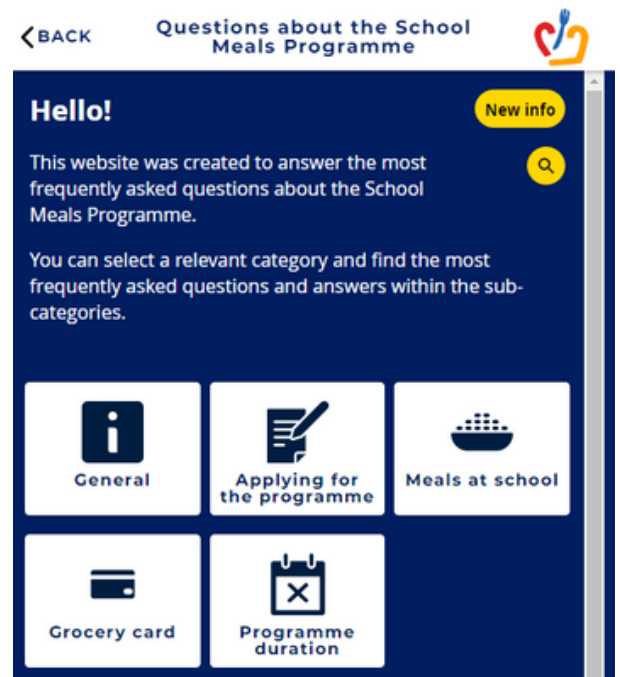 BACK
Questions about the School
Meals Programme
Hello!
New info
This website was created to answer the most
frequently asked questions about the School
Meals Programme.
You can select a relevant category and find the most
frequently asked questions and answers within the sub-
categories.
General
Applying for
the programme
Meals at school
Grocery card
Programme
duration